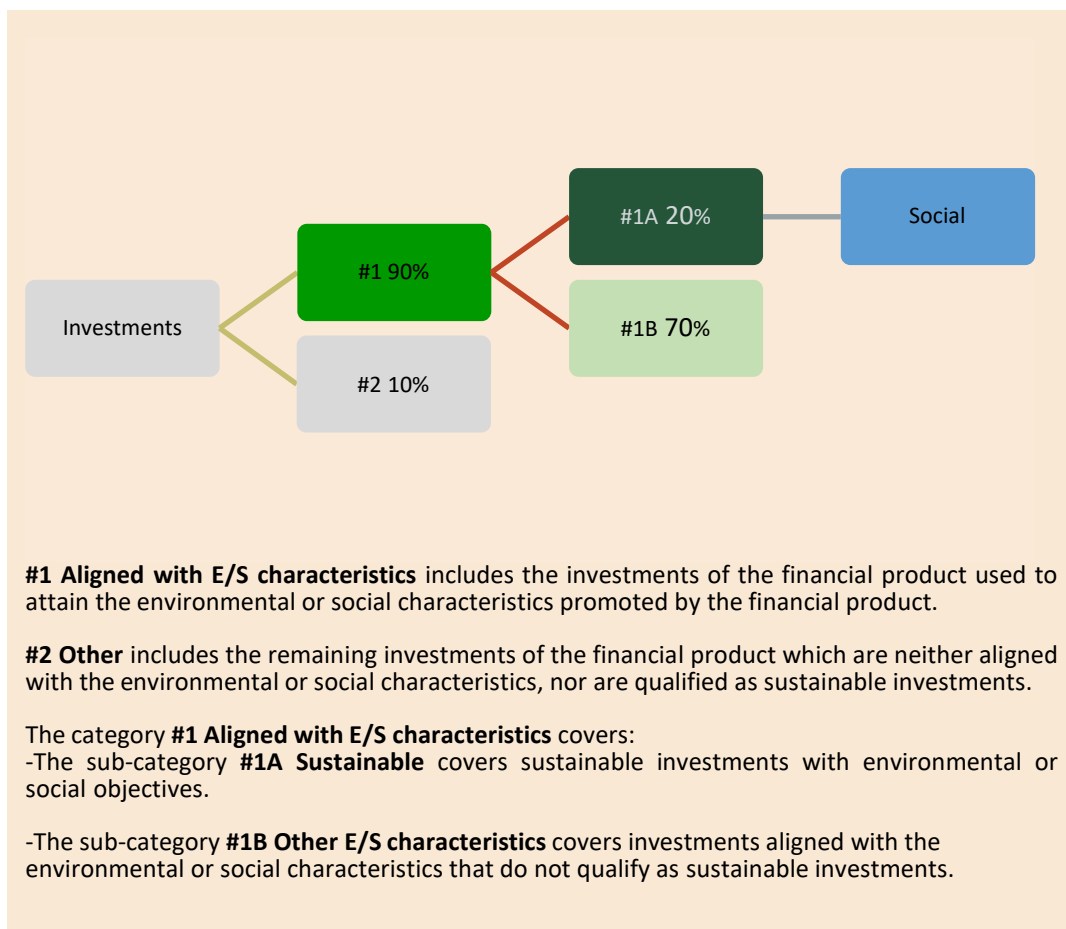 #1A 20%
Social
#1 90%
Investments
#1B 70%
#2 10%
#1 Aligned with E/S characteristics includes the investments of the financial product used to
attain the environmental or social characteristics promoted by the financial product.
#2 Other includes the remaining investments of the financial product which are neither aligned
with the environmental or social characteristics, nor are qualified as sustainable investments.
The category #1 Aligned with E/S characteristics covers:
-The sub-category #1A Sustainable covers sustainable investments with environmental or
social objectives.
-The sub-category #1B Other E/S characteristics covers investments aligned with the
environmental or social characteristics that do not qualify as sustainable investments.